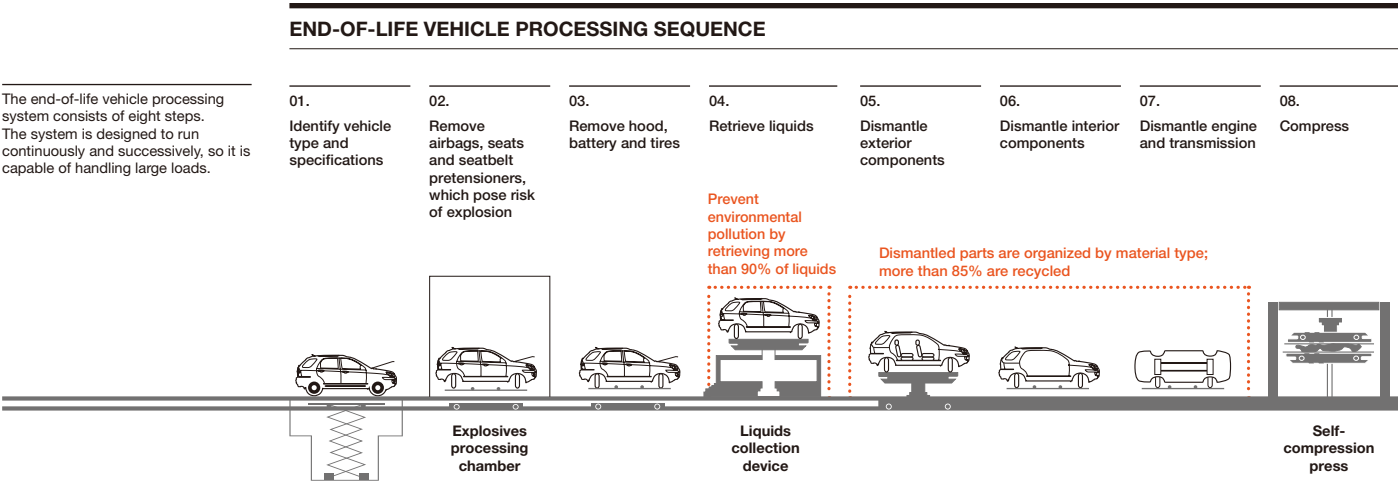 END-OF-LIFE VEHICLE PROCESSING SEQUENCE
The end-of-life vehicle processing
system consists of eight steps.
The system is designed to run
continuously and successively, so it is
capable of handling large loads.
01.
Identify vehicle
type and
specifications
02.
Remove
airbags, seats
and seatbelt
pretensioners,
which pose risk
of explosion
03.
Remove hood,
battery and tires
04.
Retrieve liquids
Prevent
environmental
pollution by
retrieving more
than 90% of liquids
05.
Dismantle
exterior
components
06.
Dismantle interior
components
07.
Dismantle engine
and transmission
08.
Compress
Dismantled parts are organized by material type;
more than 85% are recycled
Explosives
processing
chamber
Liquids
collection
device
Self-
compression
press